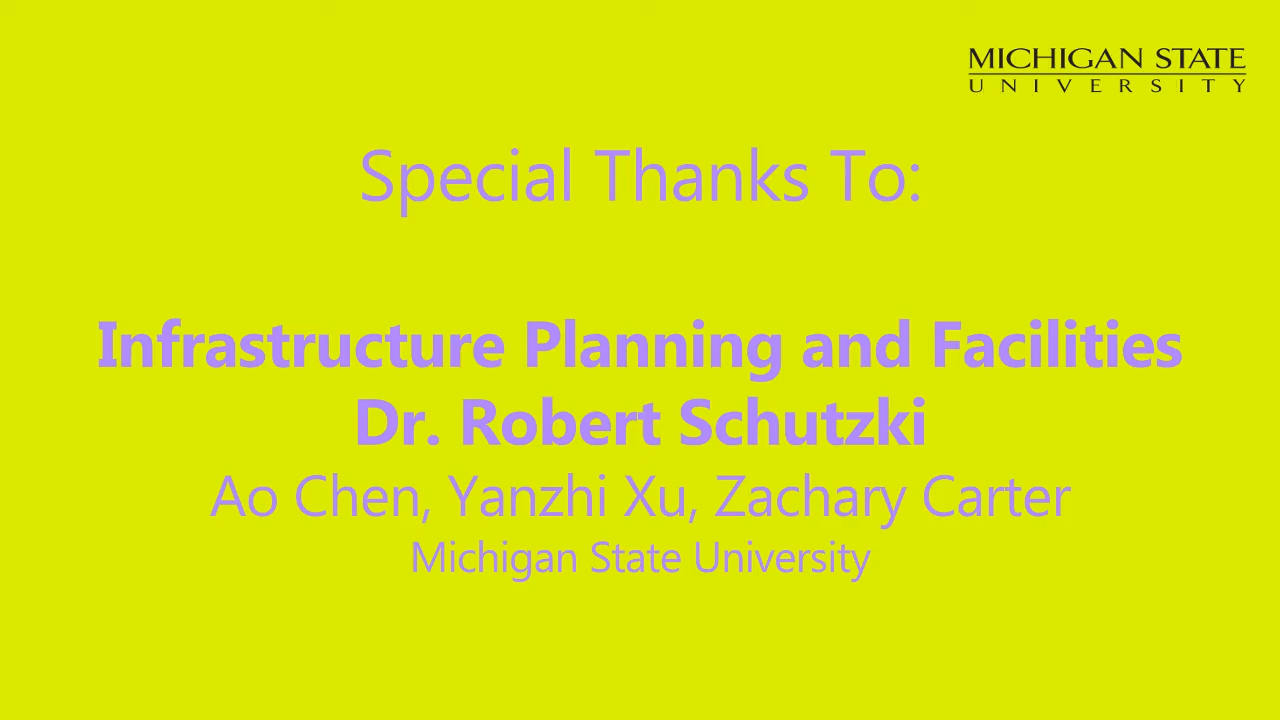 MICHIGAN STATE
UNIVERSITY
Special Thanks To:
Infrastructure Planning and Facilities
Dr. Robert Schutzki
Ao Chen, Yanzhi Xu, Zachary Carter
Michigan State University